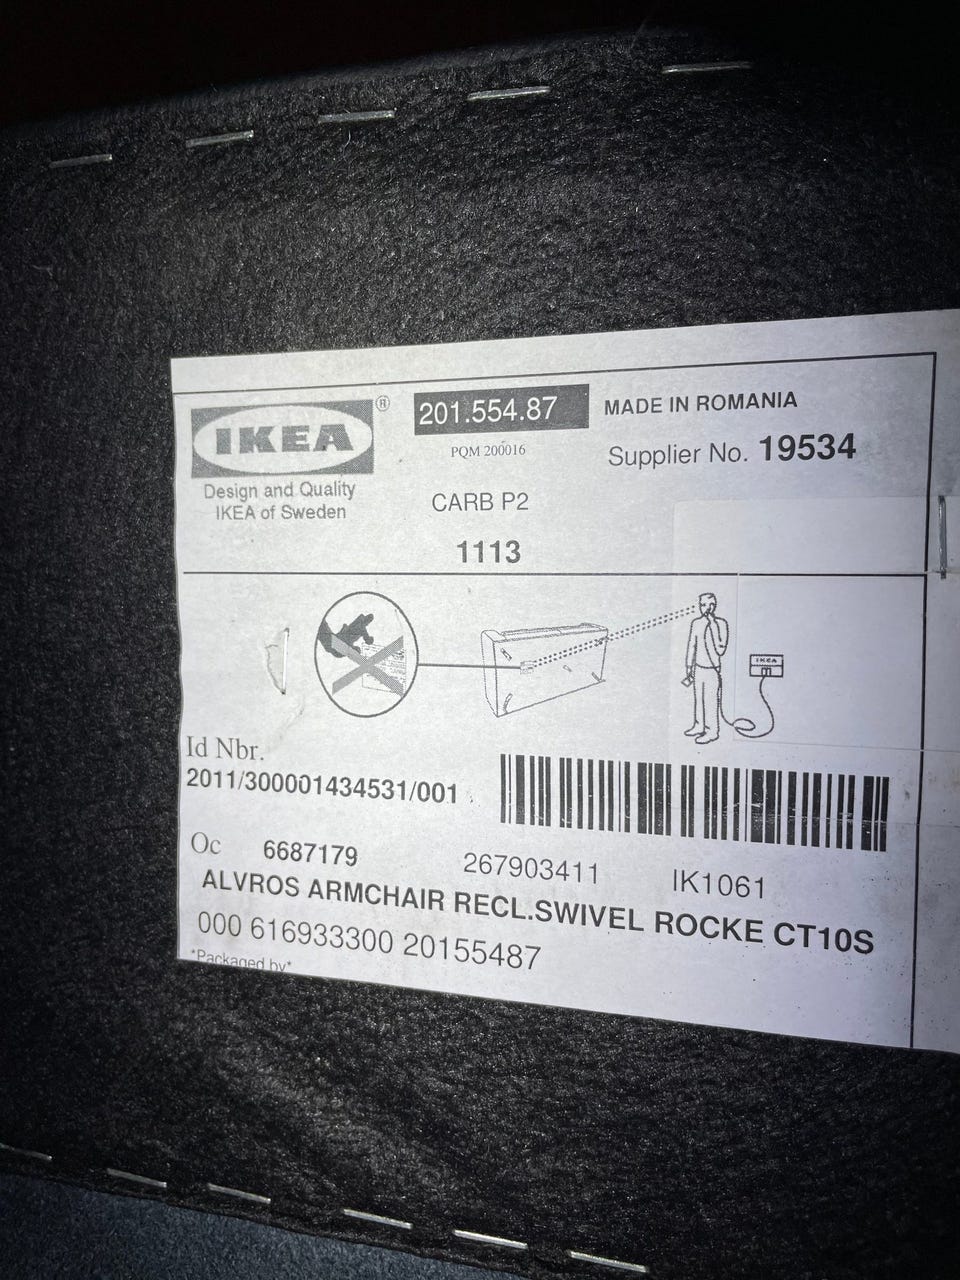 IKEA®
Design and Quality
IKEA of Sweden
201.554.87
PQM 200016
CARB P2
1113
MADE IN ROMANIA
Supplier No. 19534
IKEA
Id Nbr.
2011/300001434531/001
Oc 6687179 267903411 IK1061
ALVROS ARMCHAIR RECL.SWIVEL ROCKE CT10S
000 616933300 20155487
*Packaged by*